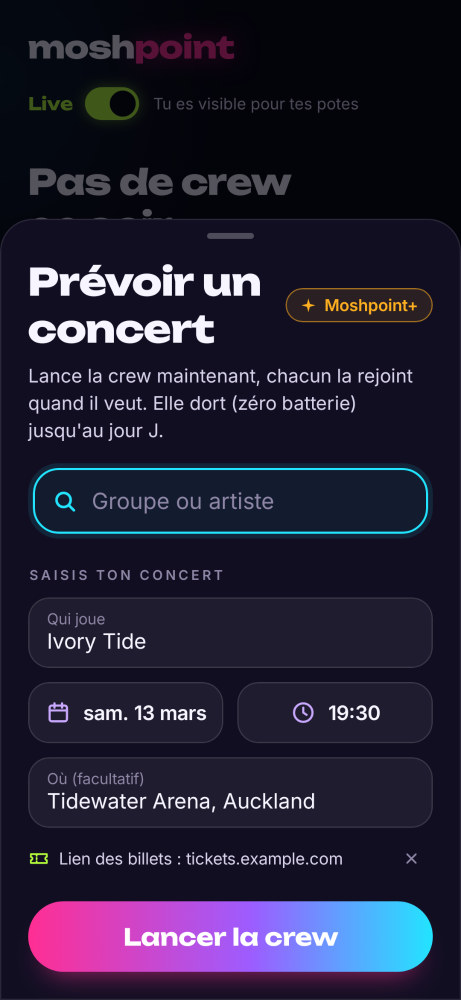 moshpoint
Live
Tu es visible pour tes potes
Pas de crew
ce soir
Prévoir un
concert
Moshpoint+
Lance la crew maintenant, chacun la rejoint
quand il veut. Elle dort (zéro batterie)
jusqu'au jour J.
Groupe ou artiste
SAISIS TON CONCERT
Qui joue
Ivory Tide
sam. 13 mars
19:30
Où (facultatif)
Tidewater Arena, Auckland
Lien des billets : tickets.example.com
Lancer la crew